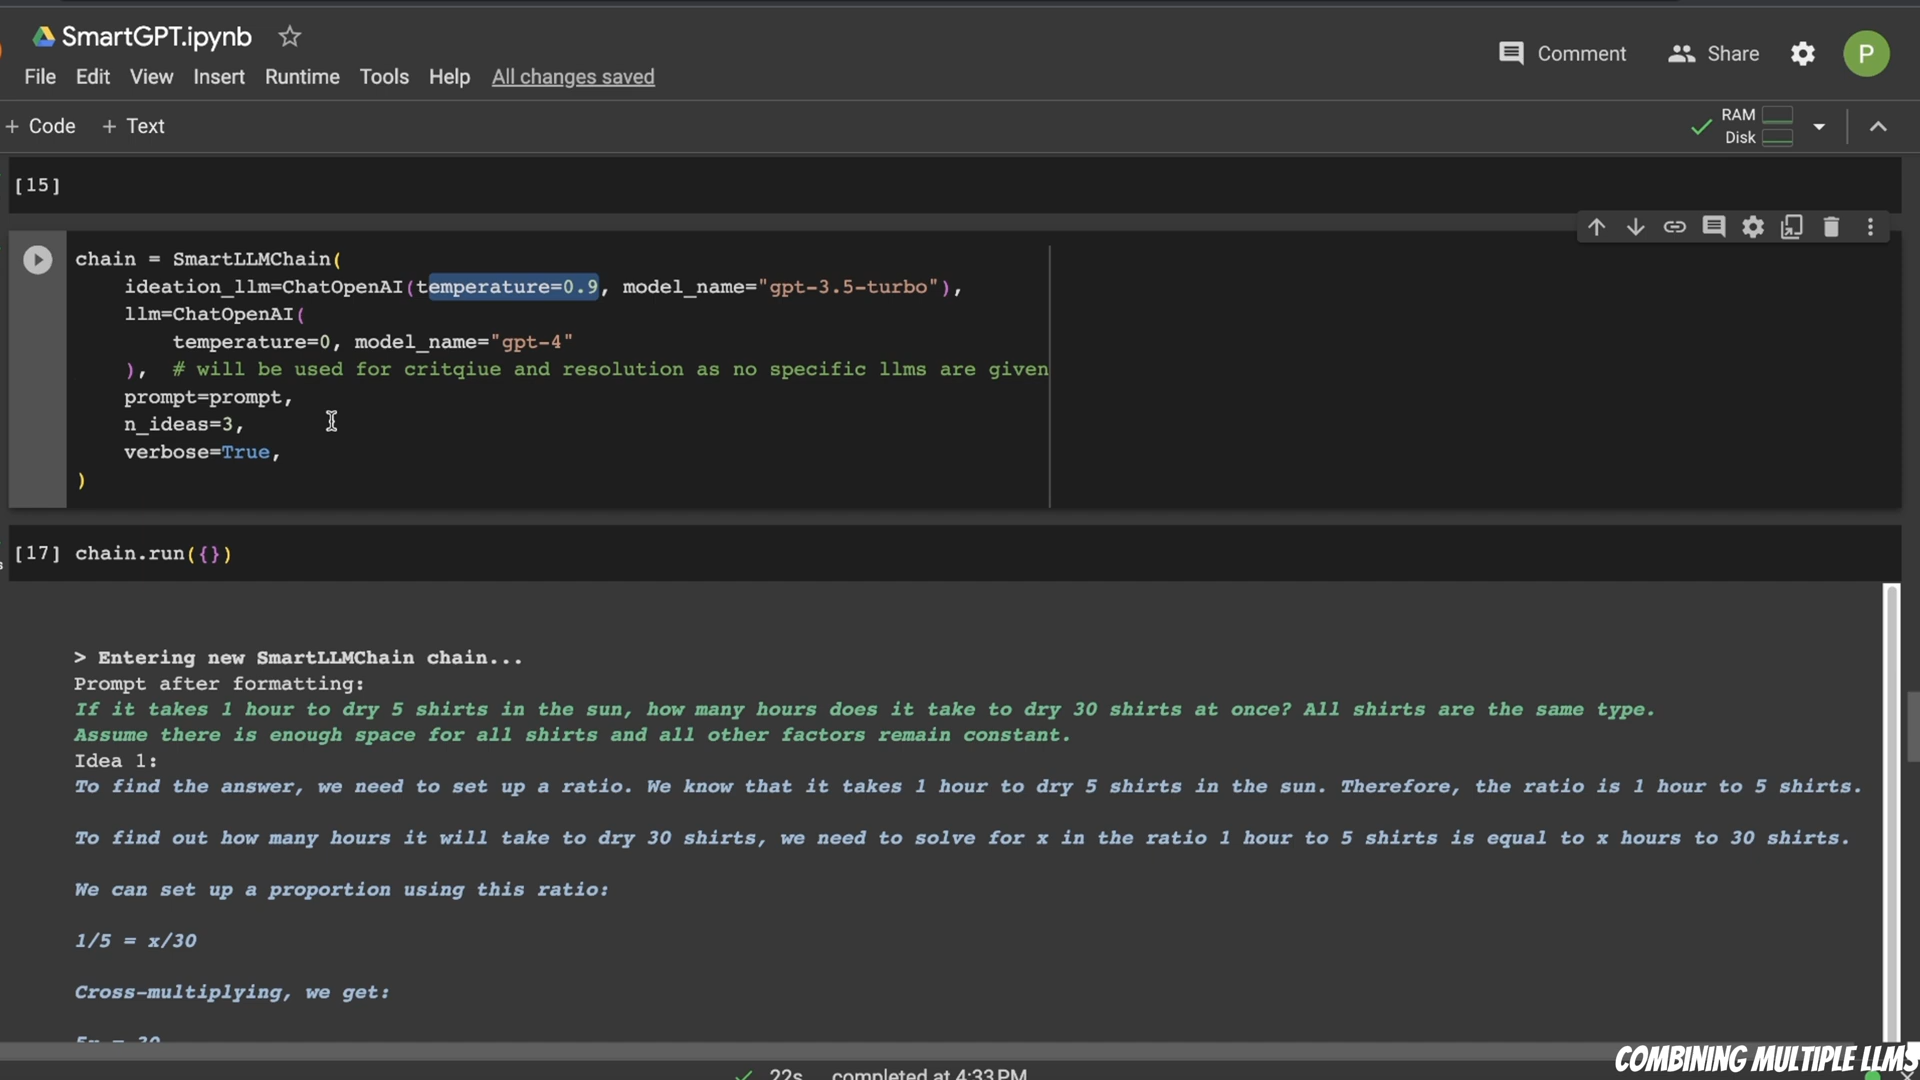 SmartGPT.ipynb
Comment
Share
P
File Edit View Insert Runtime Tools Help All changes saved
+ Code + Text
RAM
Disk
[15]
chain = SmartLLMChain(
ideation_llm=ChatOpenAI(temperature=0.9, model_name="gpt-3.5-turbo"),
llm=ChatOpenAI(
temperature=0, model_name="gpt-4"
), # will be used for critqiue and resolution as no specific llms are given
prompt=prompt,
n_ideas=3,
verbose=True,
)
[17] chain.run({})
> Entering new SmartLLMChain chain...
Prompt after formatting:
If it takes 1 hour to dry 5 shirts in the sun, how many hours does it take to dry 30 shirts at once? All shirts are the same type.
Assume there is enough space for all shirts and all other factors remain constant.
Idea 1:
To find the answer, we need to set up a ratio. We know that it takes 1 hour to dry 5 shirts in the sun. Therefore, the ratio is 1 hour to 5 shirts.
To find out how many hours it will take to dry 30 shirts, we need to solve for x in the ratio 1 hour to 5 shirts is equal to x hours to 30 shirts.
We can set up a proportion using this ratio:
1/5 = x/30
Cross-multiplying, we get:
5x = 30
COMBINING MULTIPLE LLMS
22s completed at 4:33 PM